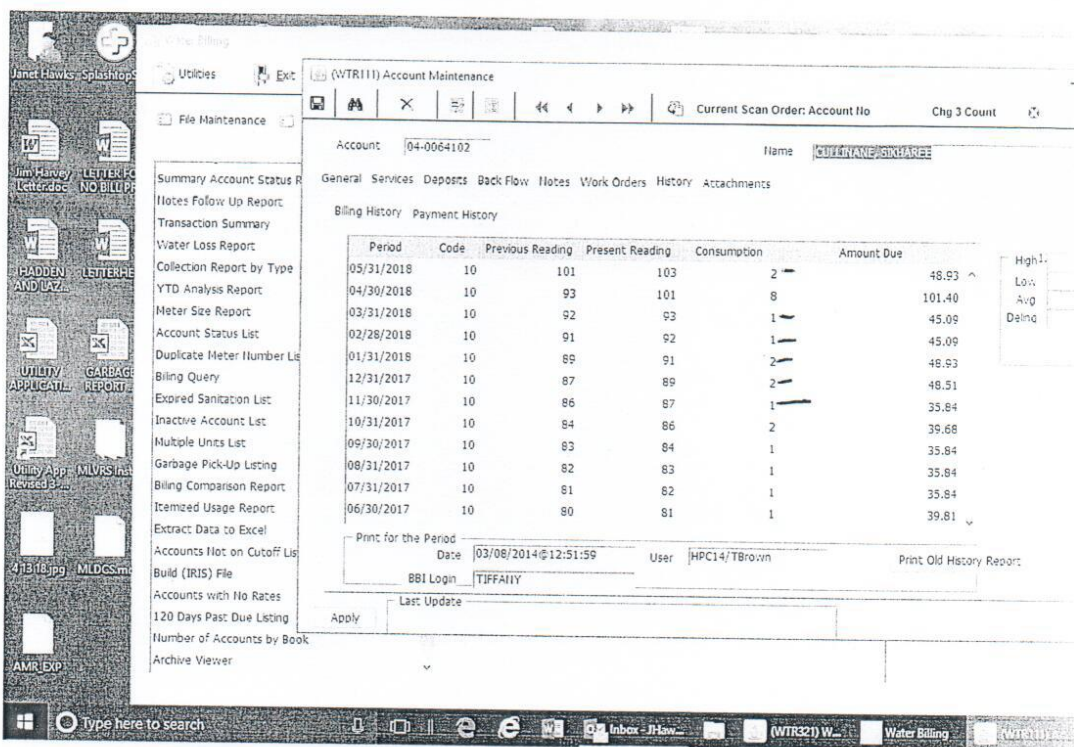 Water Billing
Utilities Exit
File Maintenance
Janet Hawks
Jim Harvey Letter.doc
HADDEN AND LAZ...
UTILITY APPLICATI...
GARBAGE REPORT
Utility App Revised 3-...
4 13 18.jpg
AMR_EXP
Summary Account Status R
Notes Follow Up Report
Transaction Summary
Water Loss Report
Collection Report by Type
YTD Analysis Report
Meter Size Report
Account Status List
Duplicate Meter Number Lis
Billing Query
Expired Sanitation List
Inactive Account List
Multiple Units List
Garbage Pick-Up Listing
Billing Comparison Report
Itemized Usage Report
Extract Data to Excel
Accounts Not on Cutoff Lis
Build (IRIS) File
Accounts with No Rates
120 Days Past Due Listing
Number of Accounts by Book
Archive Viewer
(WTR111) Account Maintenance
Current Scan Order: Account No Chg 3 Count
Account 04-0064102 Name CULLINANE, SIKHAREE
General Services Deposits Back Flow Notes Work Orders History Attachments
Billing History Payment History
Period Code Previous Reading Present Reading Consumption Amount Due
05/31/2018 10 101 103 2 48.93
04/30/2018 10 93 101 8 101.40
03/31/2018 10 92 93 1 45.09
02/28/2018 10 91 92 1 45.09
01/31/2018 10 89 91 2 48.93
12/31/2017 10 87 89 2 48.51
11/30/2017 10 86 87 1 35.84
10/31/2017 10 84 86 2 39.68
09/30/2017 10 83 84 1 35.84
08/31/2017 10 82 83 1 35.84
07/31/2017 10 81 82 1 35.84
06/30/2017 10 80 81 1 39.81
High
Low
Avg
Delnq
Print for the Period
Date 03/08/2014@12:51:59 User HPC14/TBrown Print Old History Report
BBI Login TIFFANY
Last Update
Apply
Type here to search
Inbox - JHaw... (WTR321) W... Water Billing